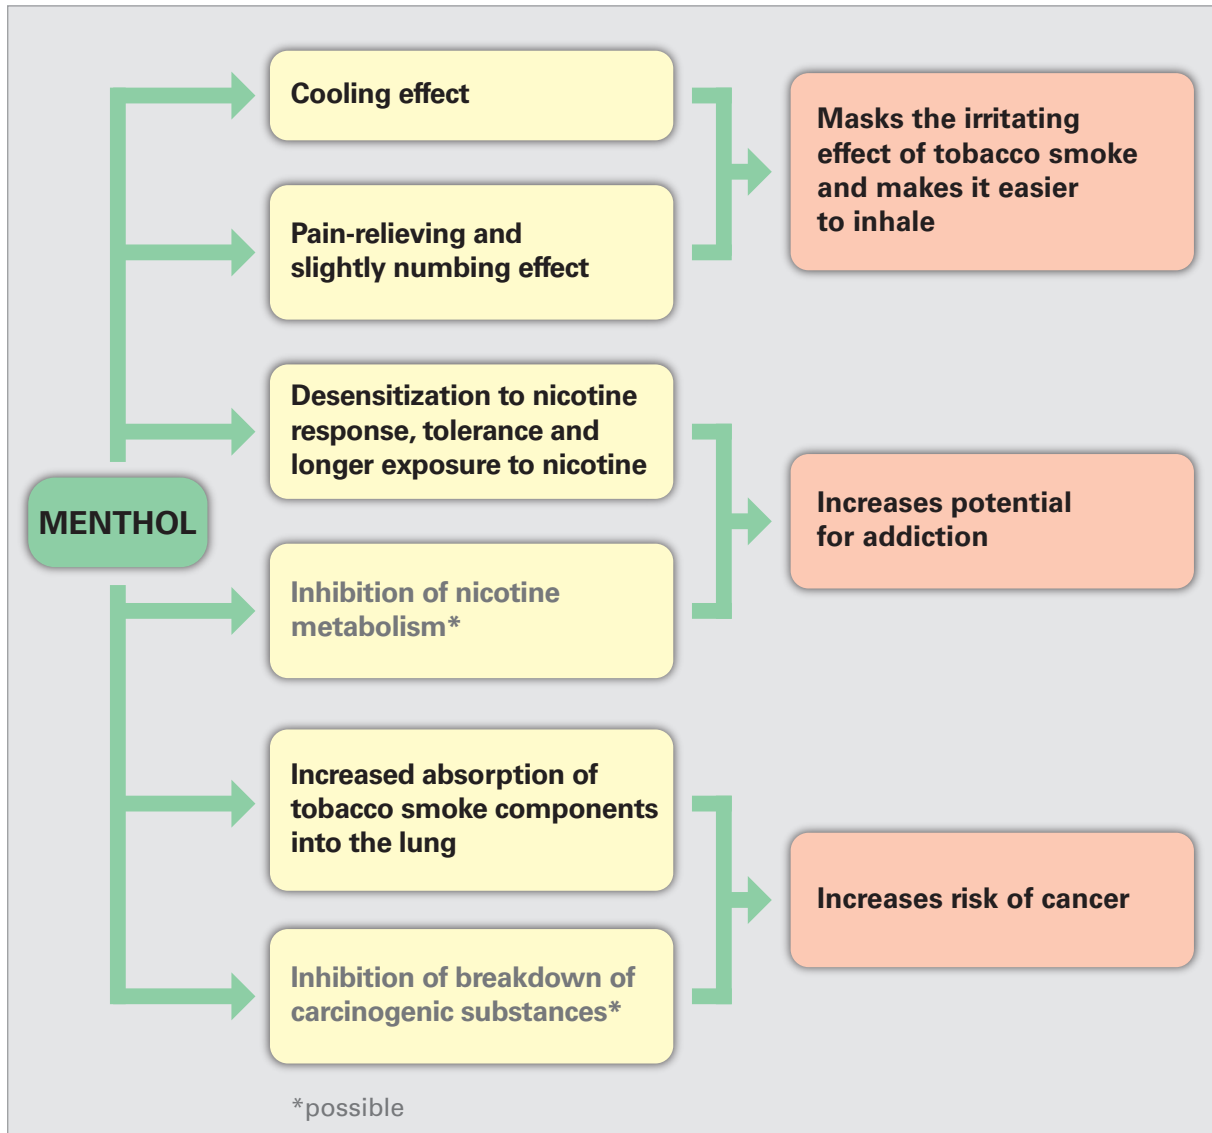 Cooling effect
Pain-relieving and
slightly numbing effect
Masks the irritating
effect of tobacco smoke
and makes it easier
to inhale
Desensitization to nicotine
response, tolerance and
longer exposure to nicotine
MENTHOL
Inhibition of nicotine
metabolism*
Increases potential
for addiction
Increased absorption of
tobacco smoke components
into the lung
Inhibition of breakdown of
carcinogenic substances*
Increases risk of cancer
*possible